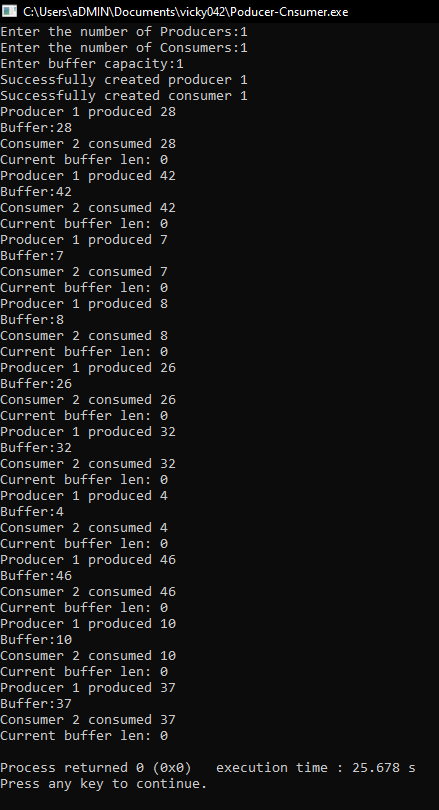 C:\Users\aDMIN\Documents\vicky042\Poducer-Cnsumer.exe
Enter the number of Producers:1
Enter the number of Consumers:1
Enter buffer capacity:1
Successfully created producer 1
Successfully created consumer 1
Producer 1 produced 28
Buffer:28
Consumer 2 consumed 28
Current buffer len: 0
Producer 1 produced 42
Buffer:42
Consumer 2 consumed 42
Current buffer len: 0
Producer 1 produced 7
Buffer:7
Consumer 2 consumed 7
Current buffer len: 0
Producer 1 produced 8
Buffer:8
Consumer 2 consumed 8
Current buffer len: 0
Producer 1 produced 26
Buffer:26
Consumer 2 consumed 26
Current buffer len: 0
Producer 1 produced 32
Buffer:32
Consumer 2 consumed 32
Current buffer len: 0
Producer 1 produced 4
Buffer:4
Consumer 2 consumed 4
Current buffer len: 0
Producer 1 produced 46
Buffer:46
Consumer 2 consumed 46
Current buffer len: 0
Producer 1 produced 10
Buffer:10
Consumer 2 consumed 10
Current buffer len: 0
Producer 1 produced 37
Buffer:37
Consumer 2 consumed 37
Current buffer len: 0
Process returned 0 (0x0)   execution time : 25.678 s
Press any key to continue.